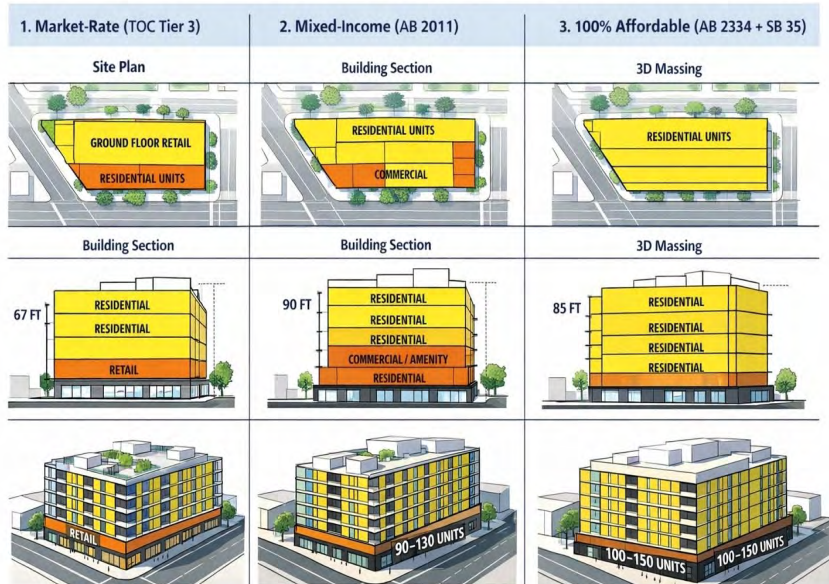 1. Market-Rate (TOC Tier 3)
2. Mixed-Income (AB 2011)
3. 100% Affordable (AB 2334 + SB 35)
Site Plan
Building Section
3D Massing
GROUND FLOOR RETAIL
RESIDENTIAL UNITS
RESIDENTIAL UNITS
COMMERCIAL
RESIDENTIAL UNITS
Building Section
Building Section
3D Massing
67 FT
RESIDENTIAL
RESIDENTIAL
RETAIL
90 FT
RESIDENTIAL
RESIDENTIAL
RESIDENTIAL
COMMERCIAL / AMENITY
RESIDENTIAL
85 FT
RESIDENTIAL
RESIDENTIAL
RESIDENTIAL
RESIDENTIAL
RETAIL
90–130 UNITS
100–150 UNITS
100–150 UNITS